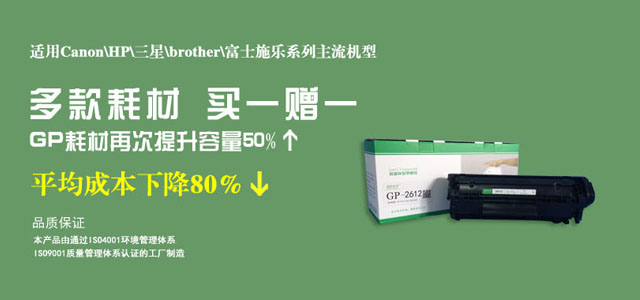 适用Canon\HP\三星\brother\富士施乐系列主流机型
多款耗材 买一赠一
GP耗材再次提升容量50%↑
平均成本下降80%↓
品质保证
本产品由通过ISO4001环境管理体系
ISO9001质量管理体系认证的工厂制造
GP-2612